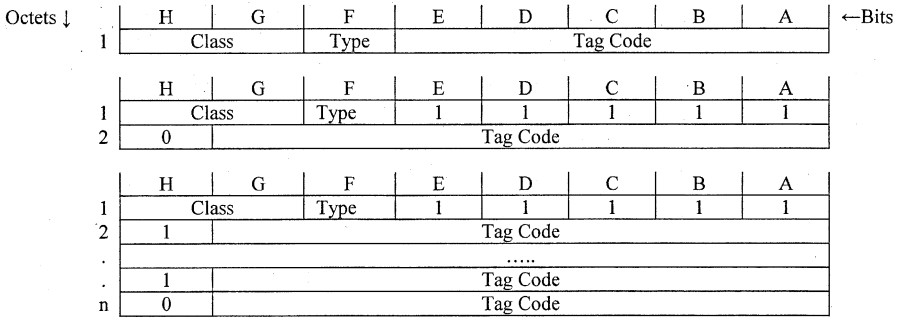 Octets ↓ H G F E D C B A ←Bits
1 Class Type Tag Code
H G F E D C B A
1 Class Type 1 1 1 1 1
2 0 Tag Code
H G F E D C B A
1 Class Type 1 1 1 1 1
2 1 Tag Code
. .....
. 1 Tag Code
n 0 Tag Code